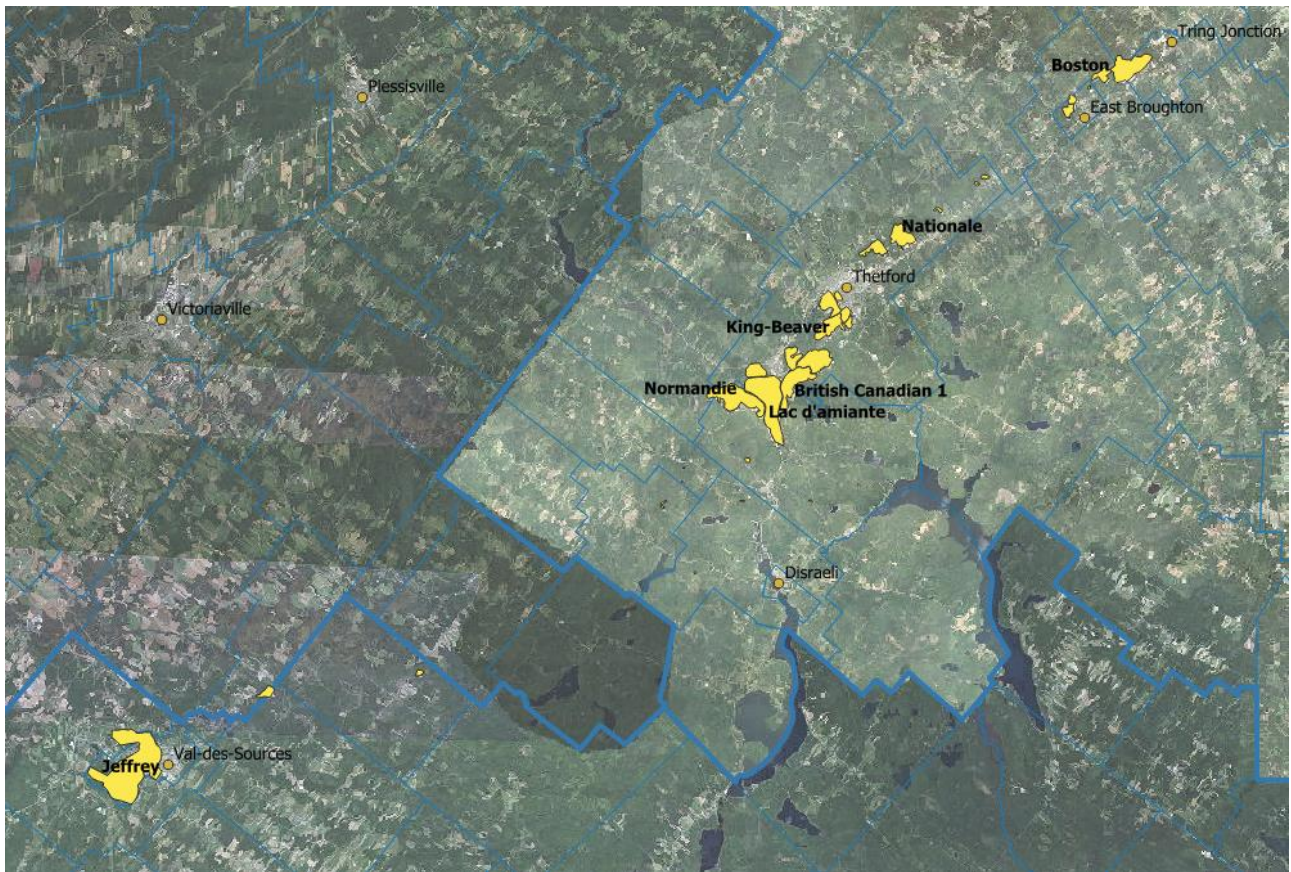 Tring Jonction
Boston
Plessisville
East Broughton
Nationale
Thetford
Victoriaville
King-Beaver
Normandie
British Canadian 1
Lac d'amiante
Disraeli
Val-des-Sources
Jeffrey